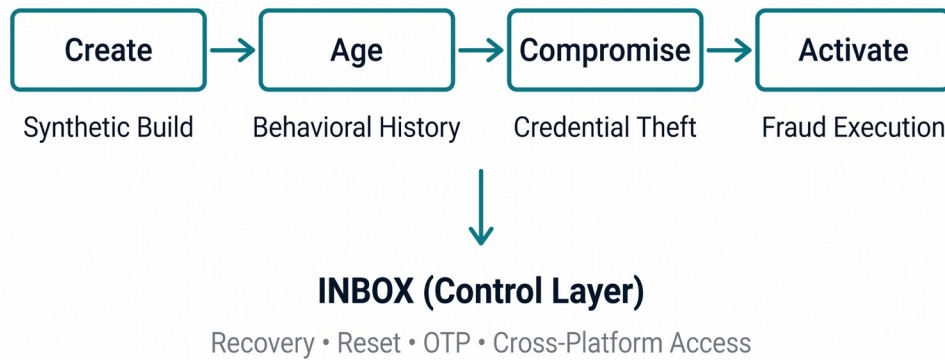 Create Age Compromise Activate
Synthetic Build Behavioral History Credential Theft Fraud Execution
INBOX (Control Layer)
Recovery • Reset • OTP • Cross-Platform Access